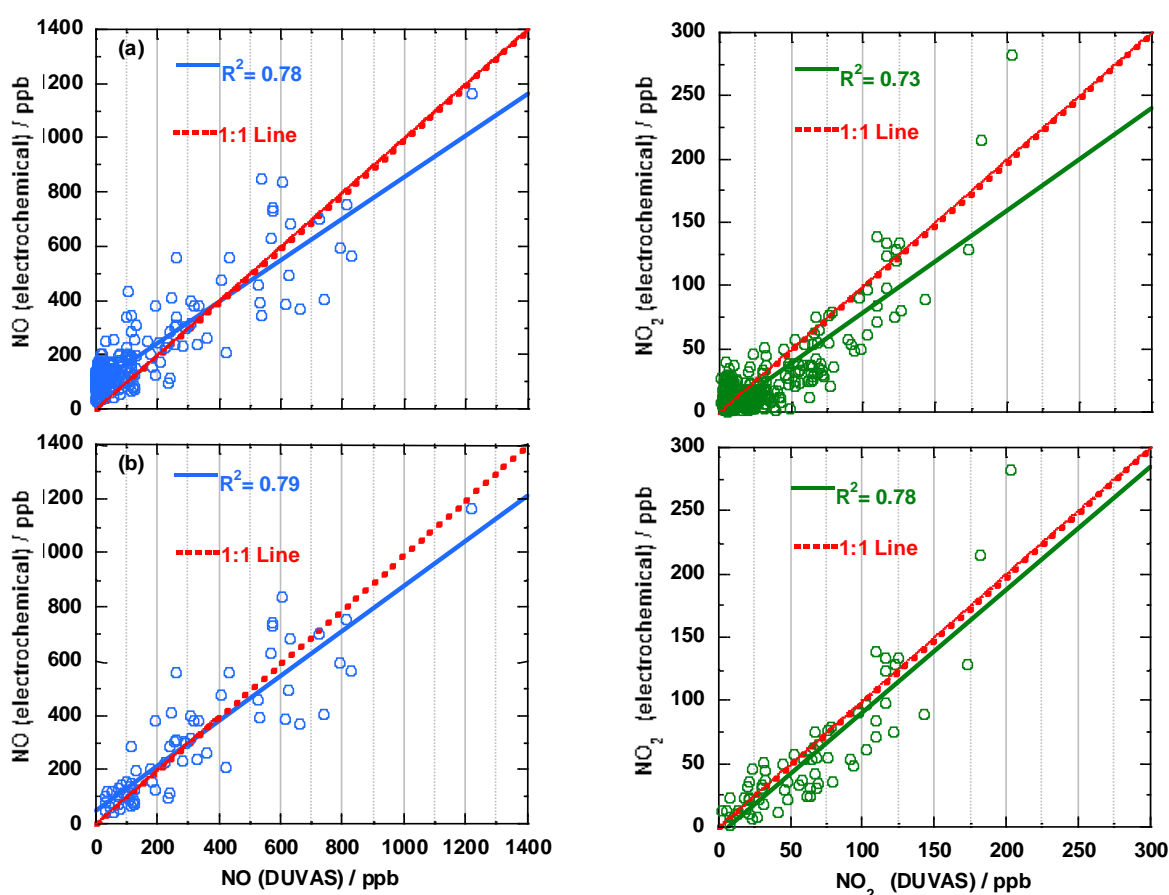 (a)
R² = 0.78
1:1 Line
NO (electrochemical) / ppb
1400
1200
1000
800
600
400
200
0
R² = 0.73
1:1 Line
NO₂ (electrochemical) / ppb
300
250
200
150
100
50
0
(b)
R² = 0.79
1:1 Line
NO (electrochemical) / ppb
1400
1200
1000
800
600
400
200
0
0 200 400 600 800 1000 1200 1400
NO (DUVAS) / ppb
R² = 0.78
1:1 Line
NO₂ (electrochemical) / ppb
300
250
200
150
100
50
0
0 50 100 150 200 250 300
NO₂ (DUVAS) / ppb